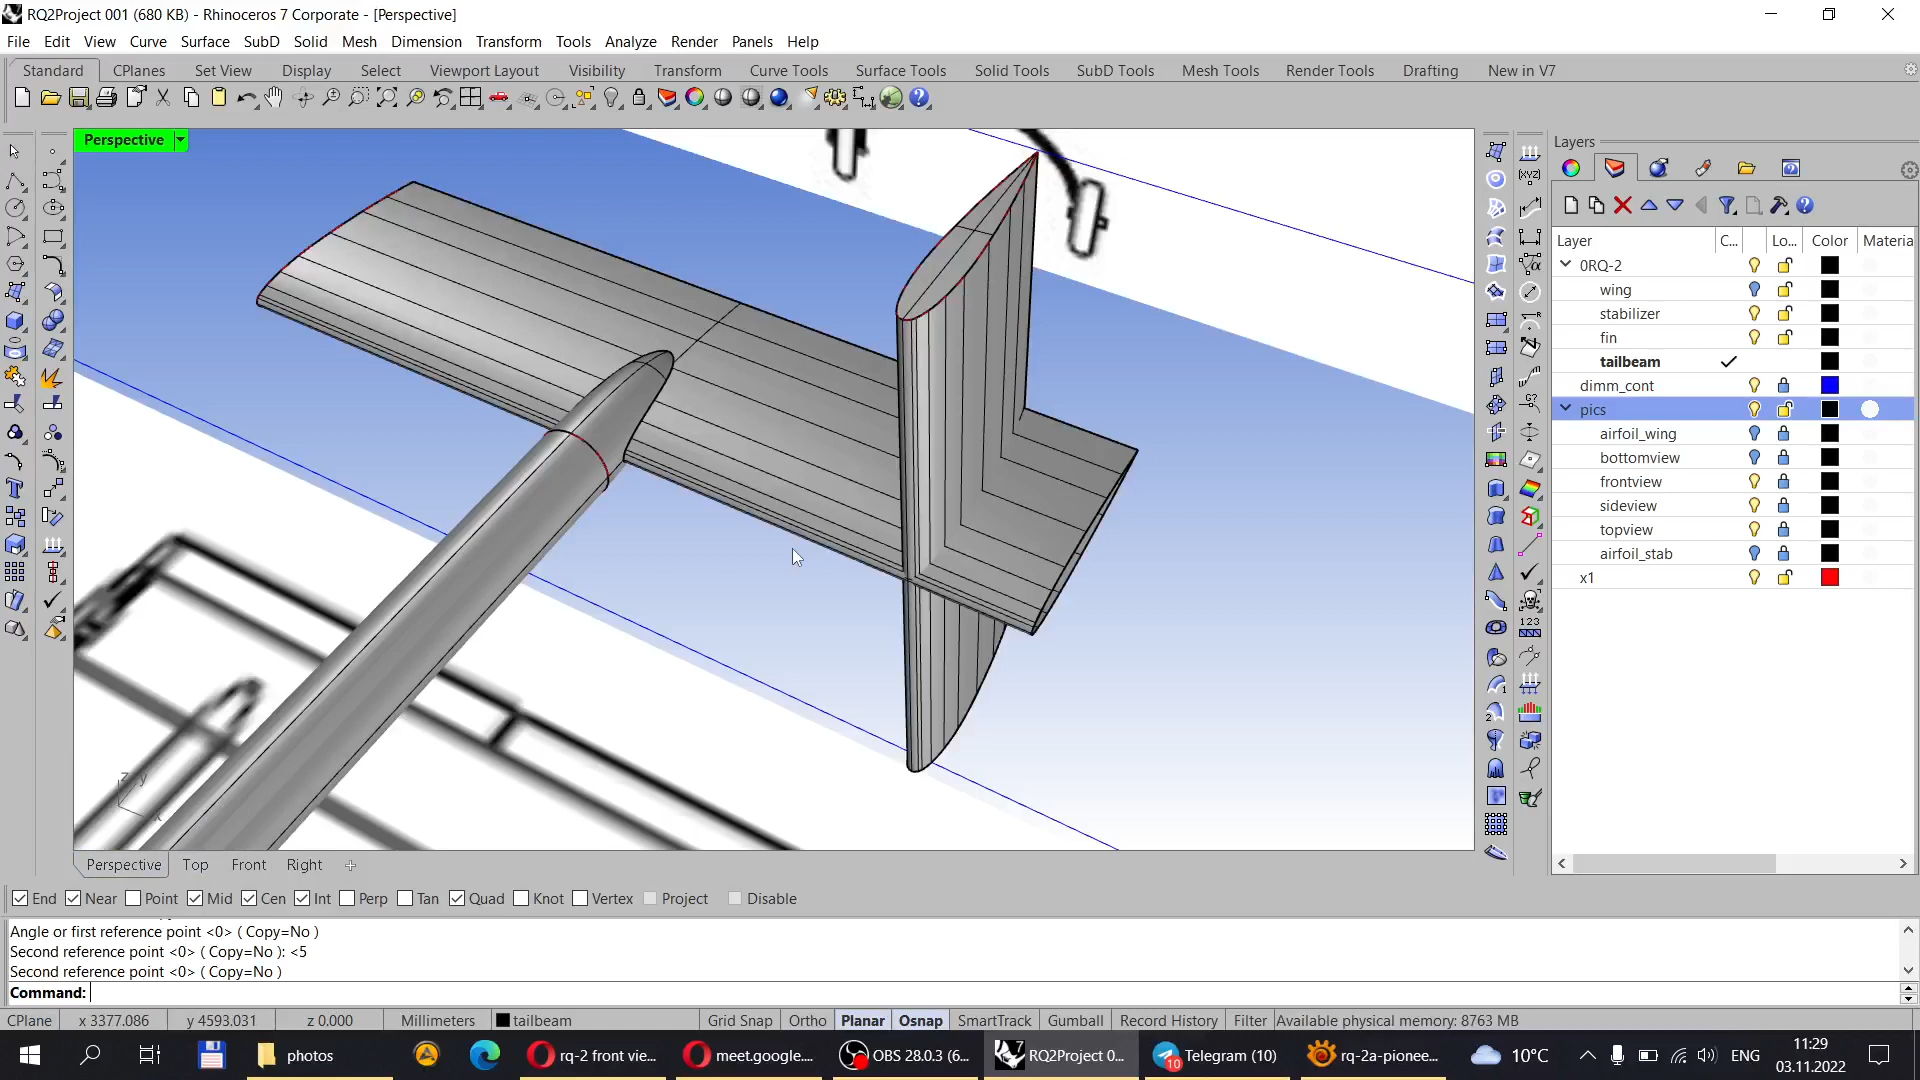 RQ2Project 001 (680 KB) - Rhinoceros 7 Corporate - [Perspective]
File Edit View Curve Surface SubD Solid Mesh Dimension Transform Tools Analyze Render Panels Help
Standard CPlanes Set View Display Select Viewport Layout Visibility Transform Curve Tools Surface Tools Solid Tools SubD Tools Mesh Tools Render Tools Drafting New in V7
Perspective
Layers
Layer C... Lo... Color Materia
0RQ-2
wing
stabilizer
fin
tailbeam
dimm_cont
pics
airfoil_wing
bottomview
frontview
sideview
topview
airfoil_stab
x1
z y
x
Perspective Top Front Right
End Near Point Mid Cen Int Perp Tan Quad Knot Vertex Project Disable
Angle or first reference point <0> ( Copy=No )
Second reference point <0> ( Copy=No ): <5
Second reference point <0> ( Copy=No )
Command:
CPlane x 3377.086 y 4593.031 z 0.000 Millimeters tailbeam Grid Snap Ortho Planar Osnap SmartTrack Gumball Record History Filter Available physical memory: 8763 MB
photos rq-2 front vie... meet.google.... OBS 28.0.3 (6... RQ2Project 0... Telegram (10) rq-2a-pionee... 10°C ENG 11:29
03.11.2022